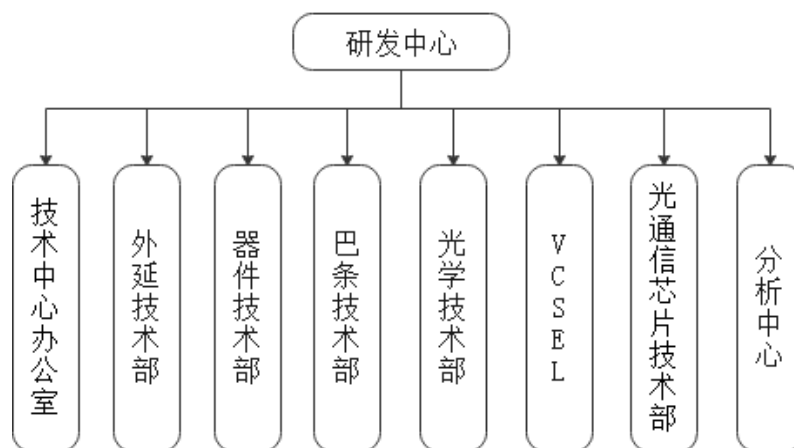 研发中心
技术中心办公室
外延技术部
器件技术部
巴条技术部
光学技术部
VCSEL
光通信芯片技术部
分析中心